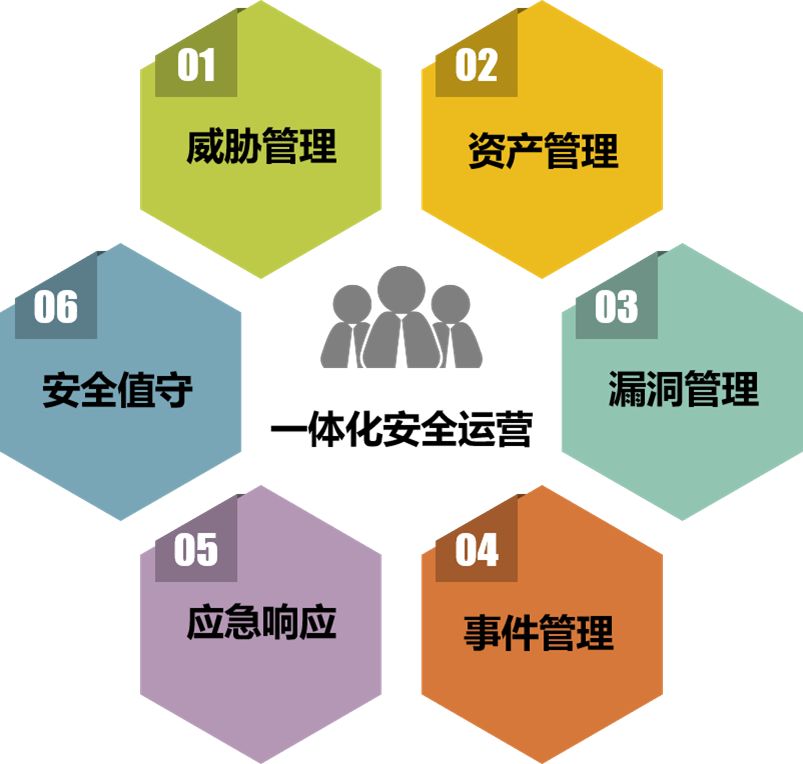 01
威胁管理
02
资产管理
03
漏洞管理
04
事件管理
05
应急响应
06
安全值守
一体化安全运营